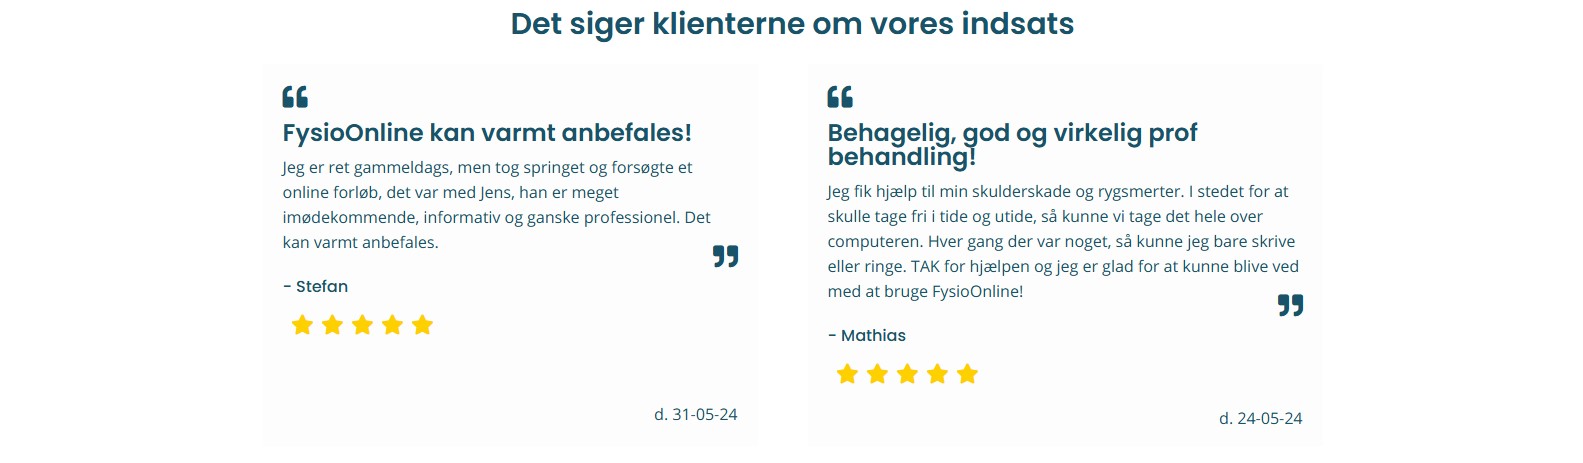 Det siger klienterne om vores indsats
“
FysioOnline kan varmt anbefales!
Jeg er ret gammeldags, men tog springet og forsøgte et
online forløb, det var med Jens, han er meget
imødekommende, informativ og ganske professionel. Det
kan varmt anbefales.
”
- Stefan
d. 31-05-24
“
Behagelig, god og virkelig prof
behandling!
Jeg fik hjælp til min skulderskade og rygsmerter. I stedet for at
skulle tage fri i tide og utide, så kunne vi tage det hele over
computeren. Hver gang der var noget, så kunne jeg bare skrive
eller ringe. TAK for hjælpen og jeg er glad for at kunne blive ved
med at bruge FysioOnline!
”
- Mathias
d. 24-05-24